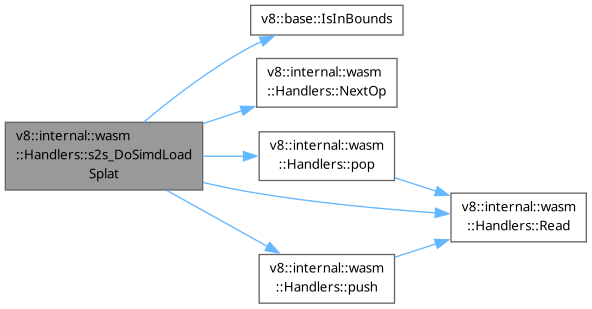 v8::base::IsInBounds
v8::internal::wasm
::Handlers::NextOp
v8::internal::wasm
::Handlers::s2s_DoSimdLoad
Splat
v8::internal::wasm
::Handlers::pop
v8::internal::wasm
::Handlers::Read
v8::internal::wasm
::Handlers::push